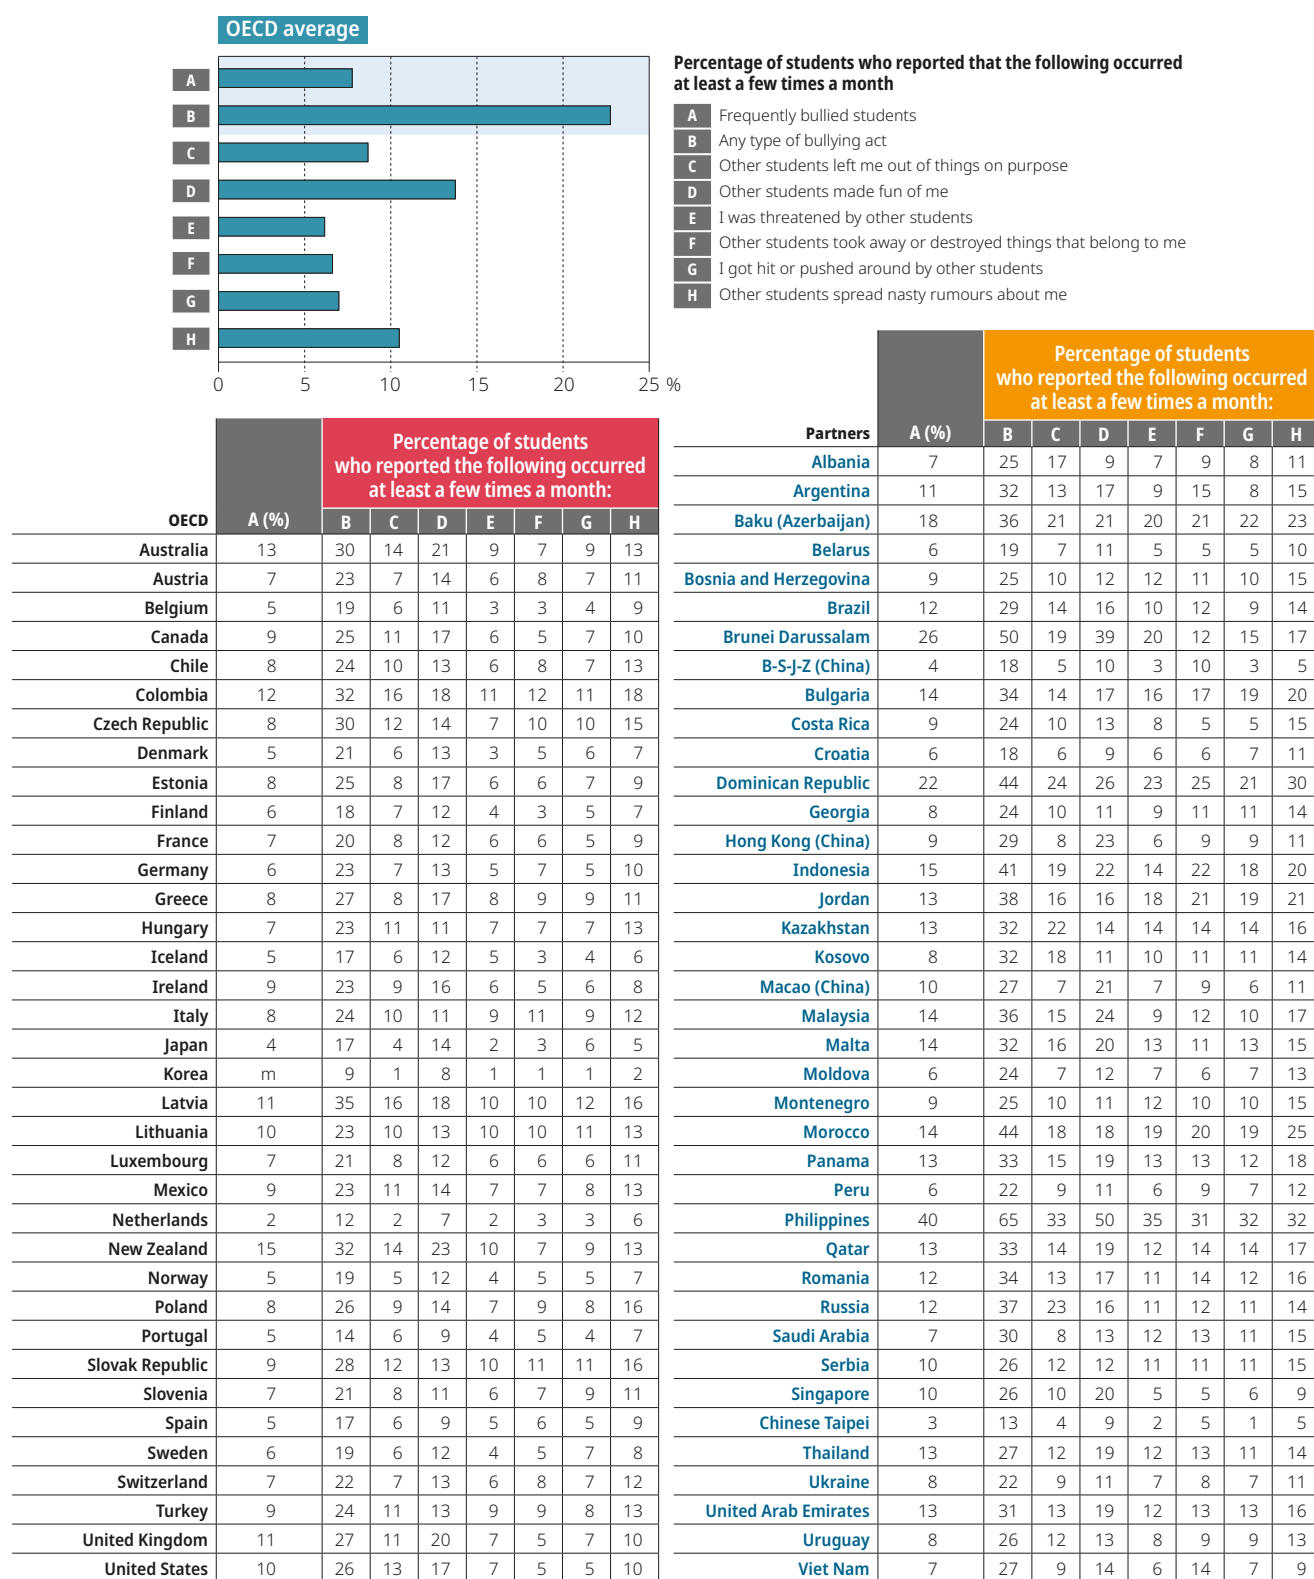 OECD average
A
B
C
D
E
F
G
H
0 5 10 15 20 25 %
Percentage of students who reported that the following occurred
at least a few times a month
A Frequently bullied students
B Any type of bullying act
C Other students left me out of things on purpose
D Other students made fun of me
E I was threatened by other students
F Other students took away or destroyed things that belong to me
G I got hit or pushed around by other students
H Other students spread nasty rumours about me
Percentage of students
who reported the following occurred
at least a few times a month:
OECD A (%) B C D E F G H
Australia 13 30 14 21 9 7 9 13
Austria 7 23 7 14 6 8 7 11
Belgium 5 19 6 11 3 3 4 9
Canada 9 25 11 17 6 5 7 10
Chile 8 24 10 13 6 8 7 13
Colombia 12 32 16 18 11 12 11 18
Czech Republic 8 30 12 14 7 10 10 15
Denmark 5 21 6 13 3 5 6 7
Estonia 8 25 8 17 6 6 7 9
Finland 6 18 7 12 4 3 5 7
France 7 20 8 12 6 6 5 9
Germany 6 23 7 13 5 7 5 10
Greece 8 27 8 17 8 9 9 11
Hungary 7 23 11 11 7 7 7 13
Iceland 5 17 6 12 5 3 4 6
Ireland 9 23 9 16 6 5 6 8
Italy 8 24 10 11 9 11 9 12
Japan 4 17 4 14 2 3 6 5
Korea m 9 1 8 1 1 1 2
Latvia 11 35 16 18 10 10 12 16
Lithuania 10 23 10 13 10 10 11 13
Luxembourg 7 21 8 12 6 6 6 11
Mexico 9 23 11 14 7 7 8 13
Netherlands 2 12 2 7 2 3 3 6
New Zealand 15 32 14 23 10 7 9 13
Norway 5 19 5 12 4 5 5 7
Poland 8 26 9 14 7 9 8 16
Portugal 5 14 6 9 4 5 4 7
Slovak Republic 9 28 12 13 10 11 11 16
Slovenia 7 21 8 11 6 7 9 11
Spain 5 17 6 9 5 6 5 9
Sweden 6 19 6 12 4 5 7 8
Switzerland 7 22 7 13 6 8 7 12
Turkey 9 24 11 13 9 9 8 13
United Kingdom 11 27 11 20 7 5 7 10
United States 10 26 13 17 7 5 5 10
Percentage of students
who reported the following occurred
at least a few times a month:
Partners A (%) B C D E F G H
Albania 7 25 17 9 7 9 8 11
Argentina 11 32 13 17 9 15 8 15
Baku (Azerbaijan) 18 36 21 21 20 21 22 23
Belarus 6 19 7 11 5 5 5 10
Bosnia and Herzegovina 9 25 10 12 12 11 10 15
Brazil 12 29 14 16 10 12 9 14
Brunei Darussalam 26 50 19 39 20 12 15 17
B-S-J-Z (China) 4 18 5 10 3 10 3 5
Bulgaria 14 34 14 17 16 17 19 20
Costa Rica 9 24 10 13 8 5 5 15
Croatia 6 18 6 9 6 6 7 11
Dominican Republic 22 44 24 26 23 25 21 30
Georgia 8 24 10 11 9 11 11 14
Hong Kong (China) 9 29 8 23 6 9 9 11
Indonesia 15 41 19 22 14 22 18 20
Jordan 13 38 16 16 18 21 19 21
Kazakhstan 13 32 22 14 14 14 14 16
Kosovo 8 32 18 11 10 11 11 14
Macao (China) 10 27 7 21 7 9 6 11
Malaysia 14 36 15 24 9 12 10 17
Malta 14 32 16 20 13 11 13 15
Moldova 6 24 7 12 7 6 7 13
Montenegro 9 25 10 11 12 10 10 15
Morocco 14 44 18 18 19 20 19 25
Panama 13 33 15 19 13 13 12 18
Peru 6 22 9 11 6 9 7 12
Philippines 40 65 33 50 35 31 32 32
Qatar 13 33 14 19 12 14 14 17
Romania 12 34 13 17 11 14 12 16
Russia 12 37 23 16 11 12 11 14
Saudi Arabia 7 30 8 13 12 13 11 15
Serbia 10 26 12 12 11 11 11 15
Singapore 10 26 10 20 5 5 6 9
Chinese Taipei 3 13 4 9 2 5 1 5
Thailand 13 27 12 19 12 13 11 14
Ukraine 8 22 9 11 7 8 7 11
United Arab Emirates 13 31 13 19 12 13 13 16
Uruguay 8 26 12 13 8 9 9 13
Viet Nam 7 27 9 14 6 14 7 9